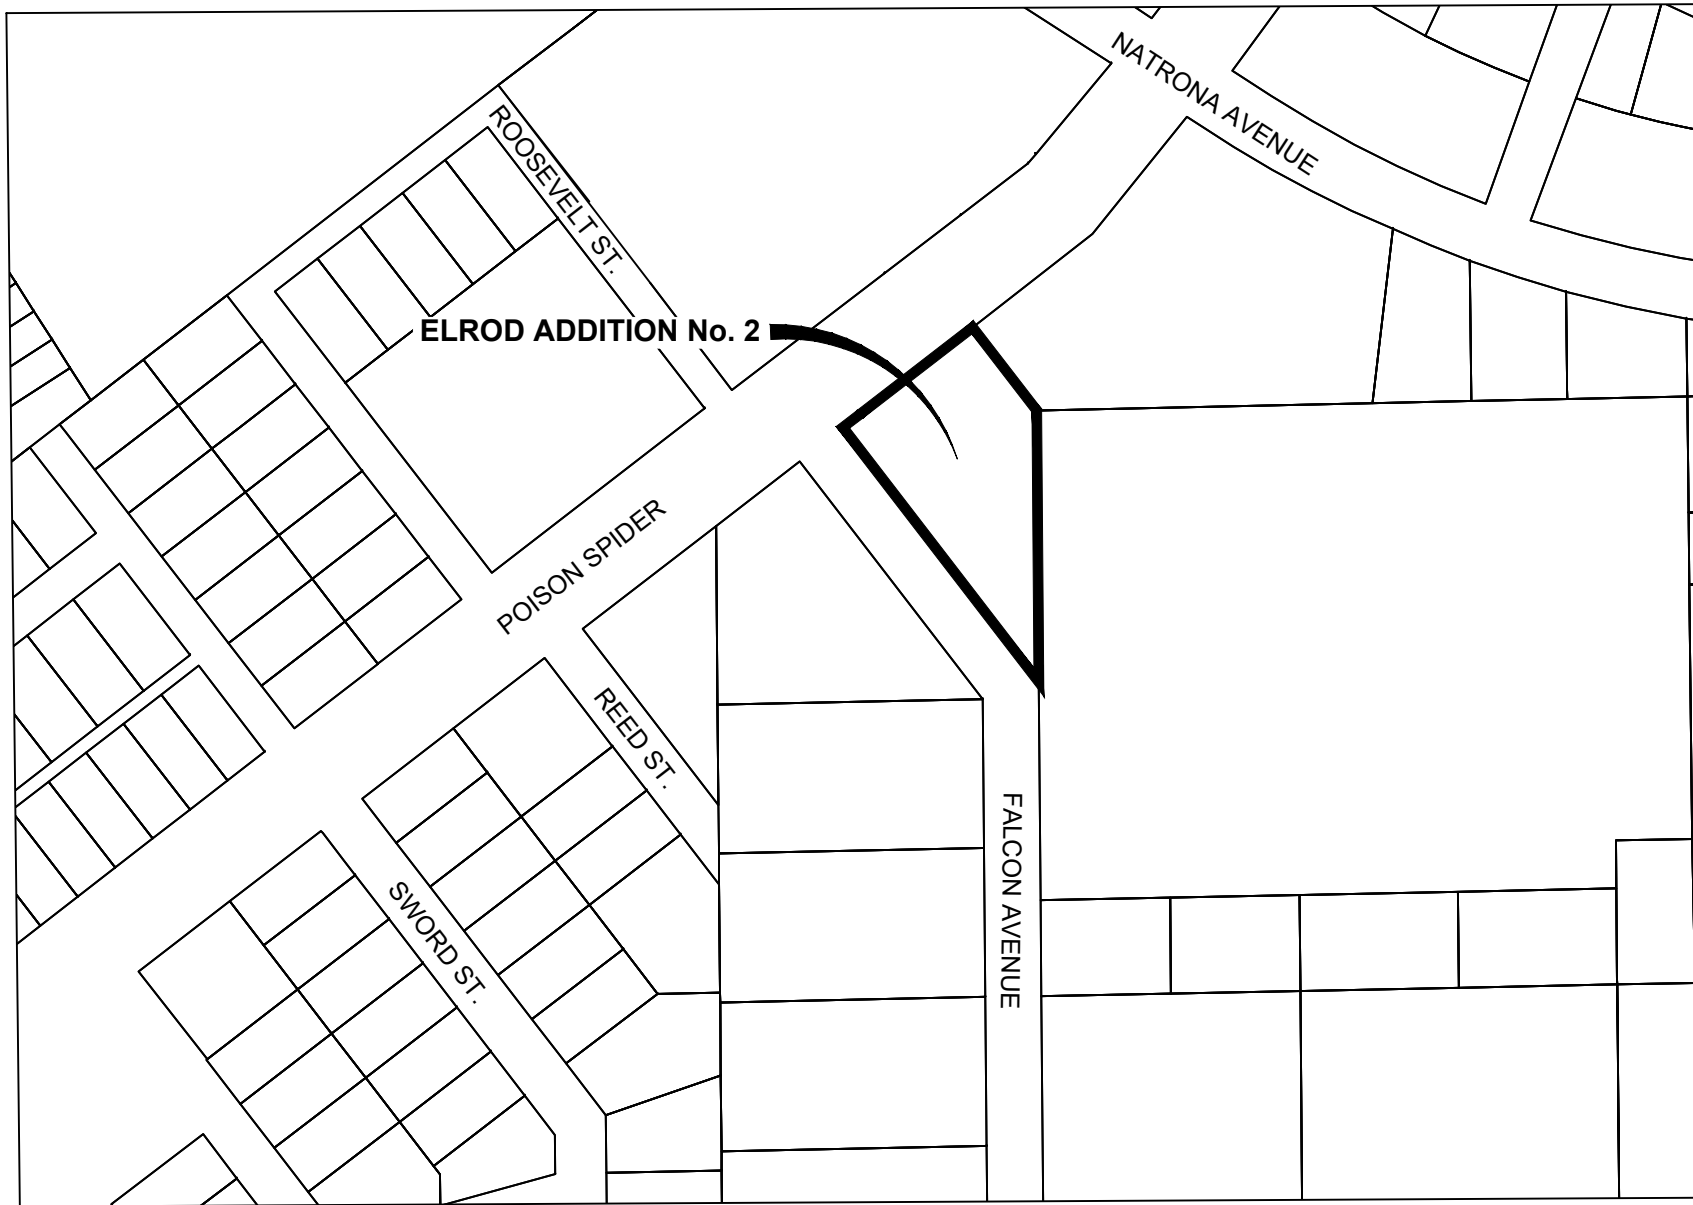 NATRONA AVENUE
ROOSEVELT ST.
ELROD ADDITION No. 2
POISON SPIDER
REED ST.
FALCON AVENUE
SWORD ST.